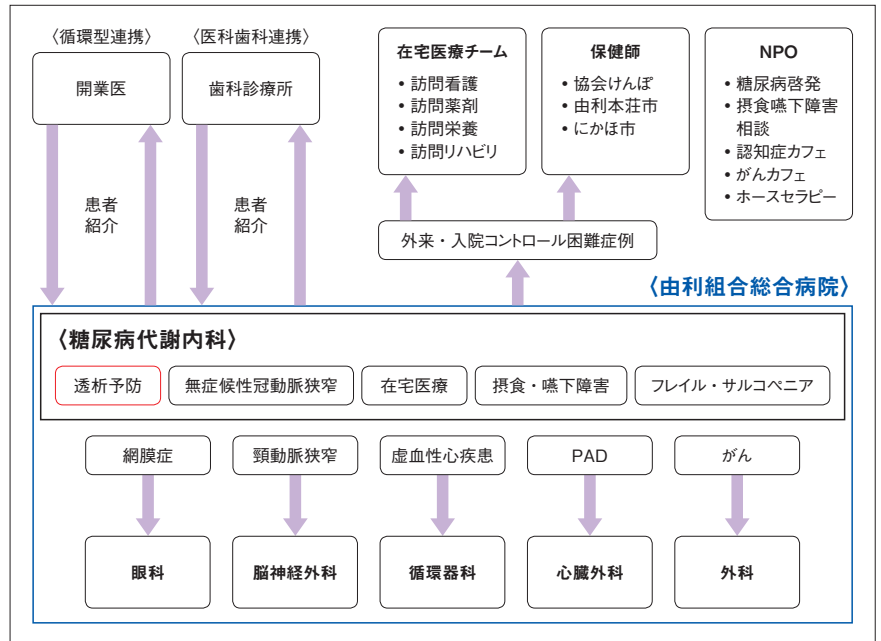 〈循環型連携〉
開業医
患者
紹介
〈医科歯科連携〉
歯科診療所
患者
紹介
在宅医療チーム
• 訪問看護
• 訪問薬剤
• 訪問栄養
• 訪問リハビリ
保健師
• 協会けんぽ
• 由利本荘市
• にかほ市
NPO
• 糖尿病啓発
• 摂食嚥下障害
相談
• 認知症カフェ
• がんカフェ
• ホースセラピー
外来・入院コントロール困難症例
〈由利組合総合病院〉
〈糖尿病代謝内科〉
透析予防
無症候性冠動脈狭窄
在宅医療
摂食・嚥下障害
フレイル・サルコペニア
網膜症
頸動脈狭窄
虚血性心疾患
PAD
がん
眼科
脳神経外科
循環器科
心臓外科
外科